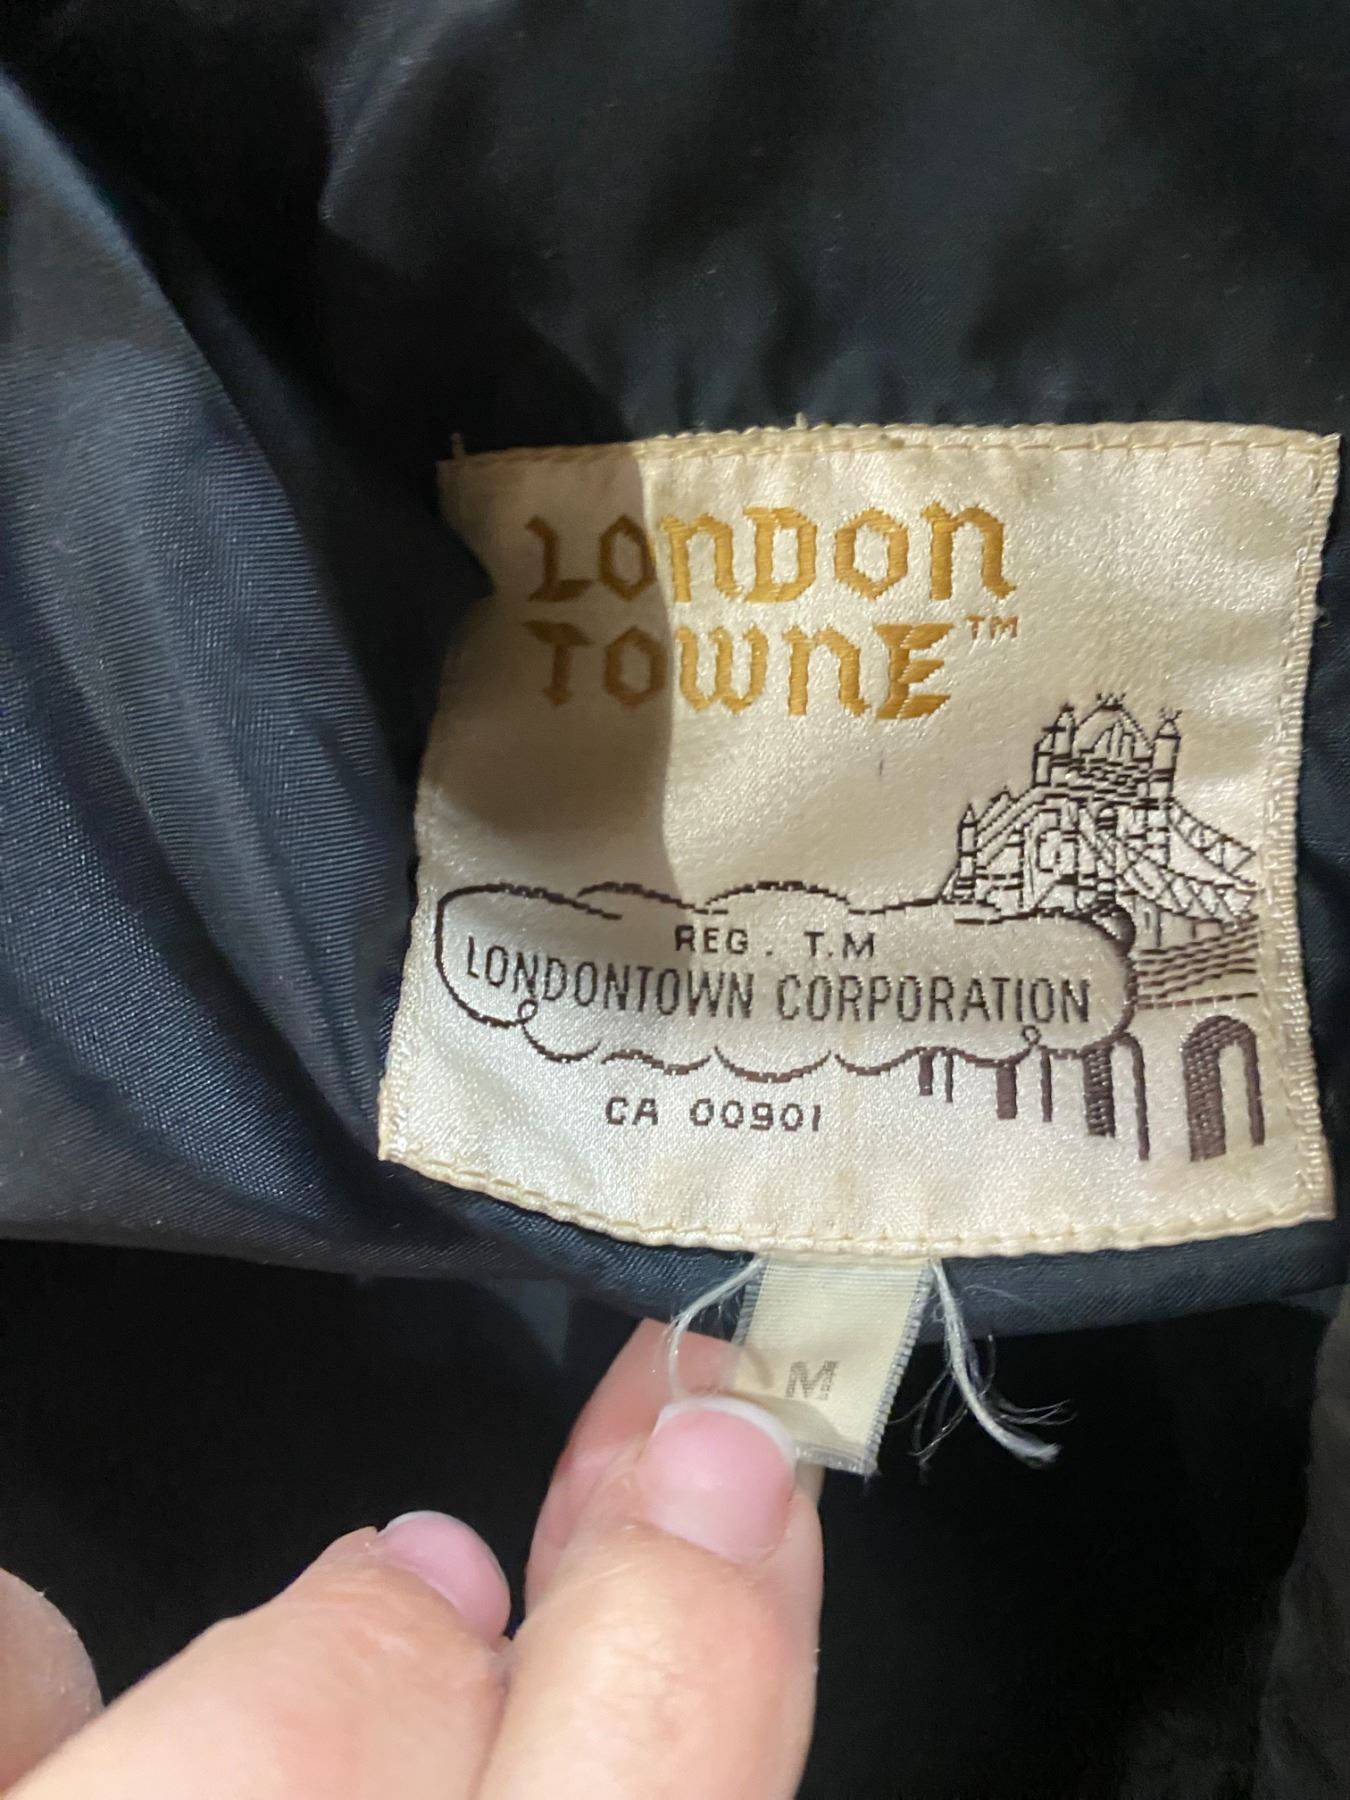 LONDON
TOWNE™
REG. T.M
LONDONTOWN CORPORATION
CA 00901
M